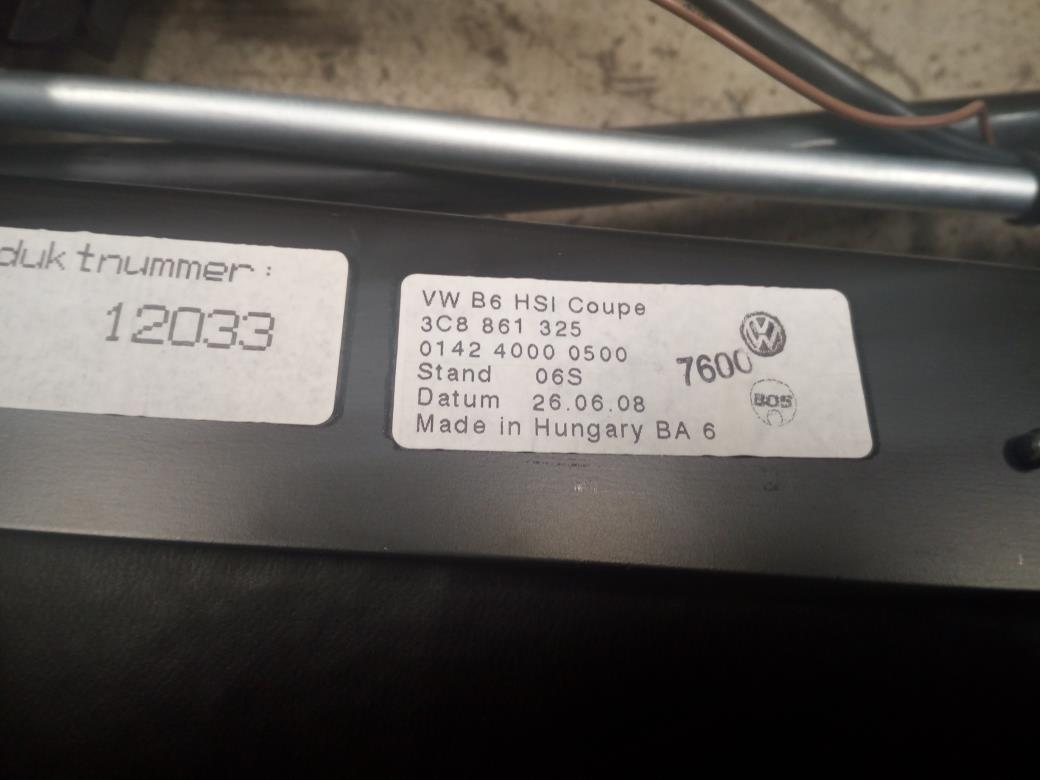 duktnummer:
12033
VW B6 HSI Coupe
3C8 861 325
0142 4000 0500
Stand 06S
Datum 26.06.08
Made in Hungary BA 6
7600
VW
BOS